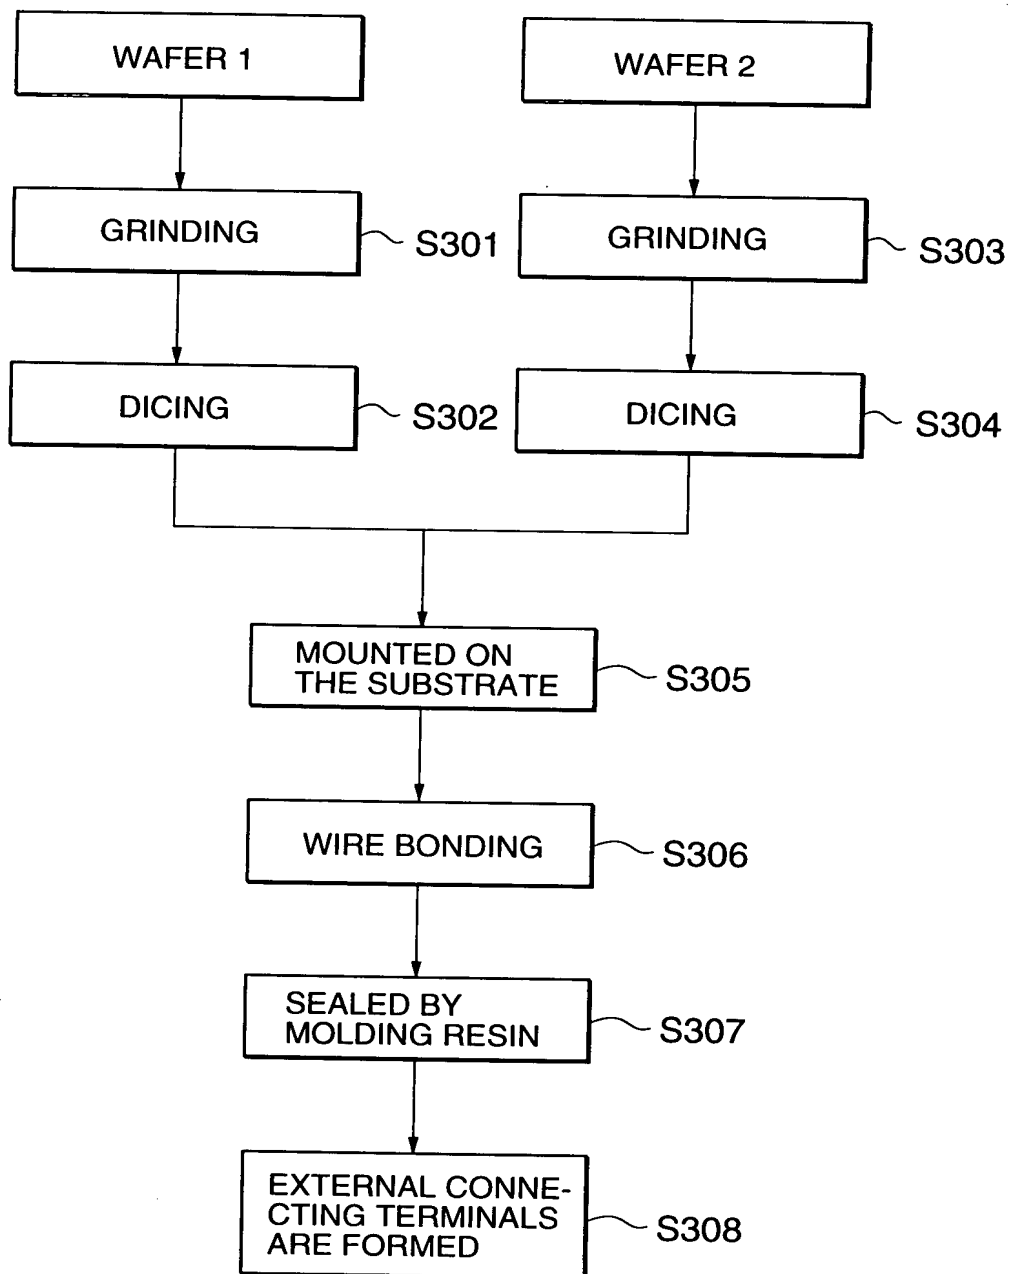 WAFER 1
WAFER 2
GRINDING
S301
GRINDING
S303
DICING
S302
DICING
S304
MOUNTED ON
THE SUBSTRATE
S305
WIRE BONDING
S306
SEALED BY
MOLDING RESIN
S307
EXTERNAL CONNE-
CTING TERMINALS
ARE FORMED
S308